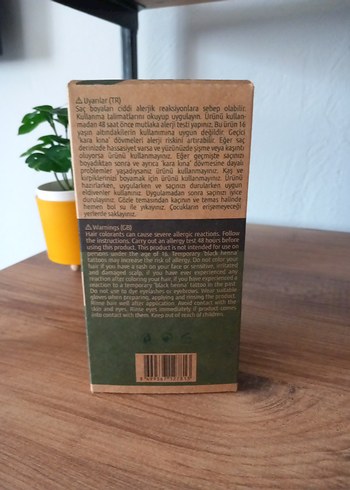 ⚠ Uyarılar (TR)
Saç boyaları ciddi alerjik reaksiyonlara sebep olabilir.
Kullanma talimatlarını okuyup uygulayın. Ürünü kullan-
madan 48 saat önce mutlaka alerji testi yapınız. Bu ürün 16
yaşın altındakilerin kullanımına uygun değildir. Geçici
'kara kına' dövmeleri alerji riskini artırabilir. Eğer saç
derinizde hassasiyet varsa ve yüzünüzde şişme veya kaşıntı
oluyorsa ürünü kullanmayınız. Eğer geçmişte saçınızı
boyadıktan sonra ve ayrıca 'kara kına' dövmesine dayalı
problemler yaşadıysanız ürünü kullanmayınız. Kaş ve
kirpiklerinizi boyamak için ürünü kullanmayınız. Ürünü
hazırlarken, uygularken ve saçınızı durularken uygun
eldivenler kullanınız. Uygulamadan sonra saçınızı iyice
durulayınız. Gözle temasından kaçının ve temas halinde
hemen bol su ile yıkayınız. Çocukların erişemeyeceği
yerlerde saklayınız.
⚠ Warnings (GB)
Hair colorants can cause severe allergic reactions. Follow
the instructions. Carry out an allergy test 48 hours before
using this product. This product is not intended for use on
persons under the age of 16. Temporary 'black henna'
tattoos may increase the risk of allergy. Do not color your
hair if you have a rash on your face or sensitive, irritated
and damaged scalp, if you have ever experienced any
reaction after coloring your hair, if you have experienced a
reaction to a temporary 'black henna' tattoo in the past.
Do not use to dye eyelashes or eyebrows. Wear suitable
gloves when preparing, applying and rinsing the product.
Rinse hair well after application. Avoid contact with the
skin and eyes. Rinse eyes immediately if product comes
into contact with them. Keep out of reach of children.